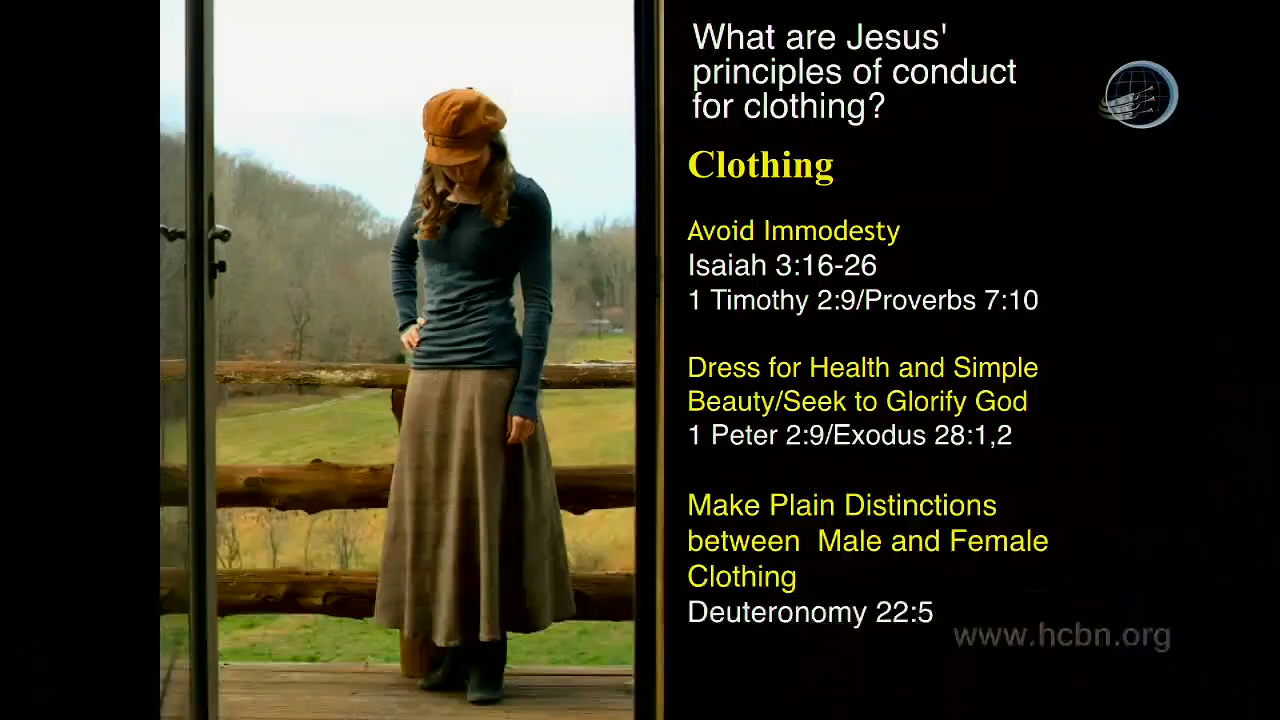 What are Jesus'
principles of conduct
for clothing?
Clothing
Avoid Immodesty
Isaiah 3:16-26
1 Timothy 2:9/Proverbs 7:10
Dress for Health and Simple
Beauty/Seek to Glorify God
1 Peter 2:9/Exodus 28:1,2
Make Plain Distinctions
between  Male and Female
Clothing
Deuteronomy 22:5
www.hcbn.org